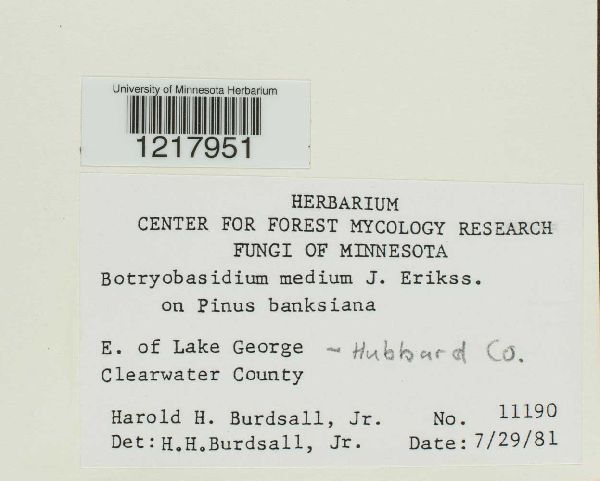 University of Minnesota Herbarium
1217951
HERBARIUM
CENTER FOR FOREST MYCOLOGY RESEARCH
FUNGI OF MINNESOTA
Botryobasidium medium J. Erikss.
on Pinus banksiana
E. of Lake George - Hubbard Co.
Clearwater County
Harold H. Burdsall, Jr. No. 11190
Det: H.H.Burdsall, Jr. Date: 7/29/81